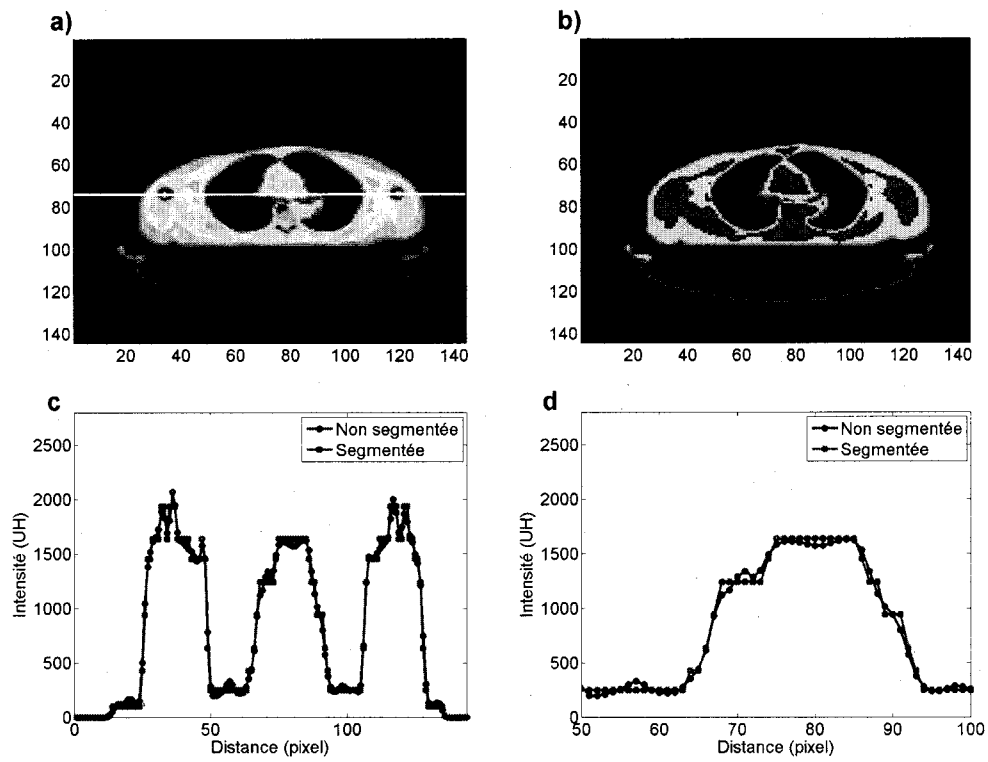 a)
b)
20
40
60
80
100
120
140
20 40 60 80 100 120 140
20
40
60
80
100
120
140
20 40 60 80 100 120 140
c
Non segmentée
Segmentée
2500
2000
1500
1000
500
0
Intensité (UH)
0 50 100
Distance (pixel)
d
Non segmentée
Segmentée
2500
2000
1500
1000
500
0
Intensité (UH)
50 60 70 80 90 100
Distance (pixel)